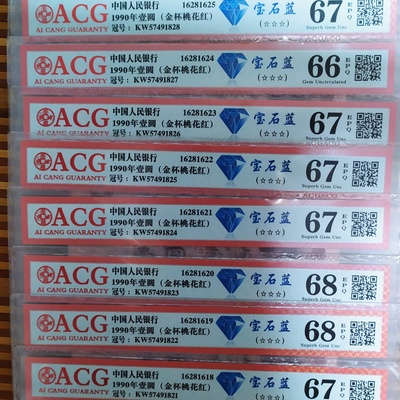 ACG 中国人民银行 16281625 宝石蓝 67 EPQ
AI CANG GUARANTY 1990年壹圆（金杯桃花红） (☆☆☆) Superb Gem Unc
冠号：KW57491828
ACG 中国人民银行 16281624 宝石蓝 66 EPQ
AI CANG GUARANTY 1990年壹圆（金杯桃花红） (☆☆☆) Gem Uncirculated
冠号：KW57491827
ACG 中国人民银行 16281623 宝石蓝 67 EPQ
AI CANG GUARANTY 1990年壹圆（金杯桃花红） (☆☆☆) Superb Gem Unc
冠号：KW57491826
ACG 中国人民银行 16281622 宝石蓝 67 EPQ
AI CANG GUARANTY 1990年壹圆（金杯桃花红） (☆☆☆) Superb Gem Unc
冠号：KW57491825
ACG 中国人民银行 16281621 宝石蓝 67 EPQ
AI CANG GUARANTY 1990年壹圆（金杯桃花红） (☆☆☆) Superb Gem Unc
冠号：KW57491824
ACG 中国人民银行 16281620 宝石蓝 68 EPQ
AI CANG GUARANTY 1990年壹圆（金杯桃花红） (☆☆☆) Superb Gem Unc
冠号：KW57491823
ACG 中国人民银行 16281619 宝石蓝 68 EPQ
AI CANG GUARANTY 1990年壹圆（金杯桃花红） (☆☆☆) Superb Gem Unc
冠号：KW57491822
ACG 中国人民银行 16281618 宝石蓝 67 EPQ
AI CANG GUARANTY 1990年壹圆（金杯桃花红） (☆☆☆) Superb Gem Unc
冠号：KW57491821